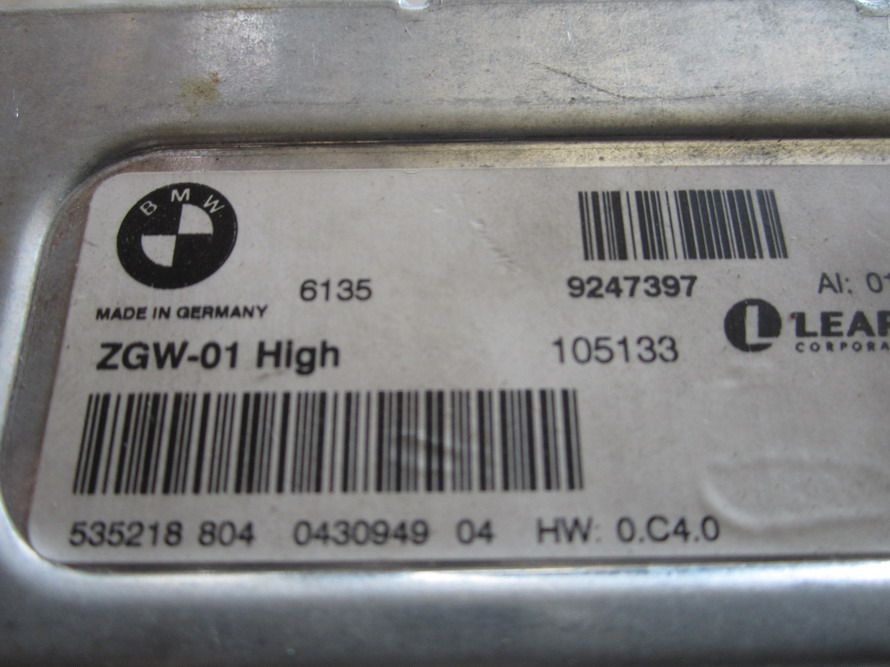 BMW
6135 9247397 AI: 01
MADE IN GERMANY
LEAR
ZGW-01 High 105133 CORPORA
535218 804 0430949 04 HW: 0.C4.0